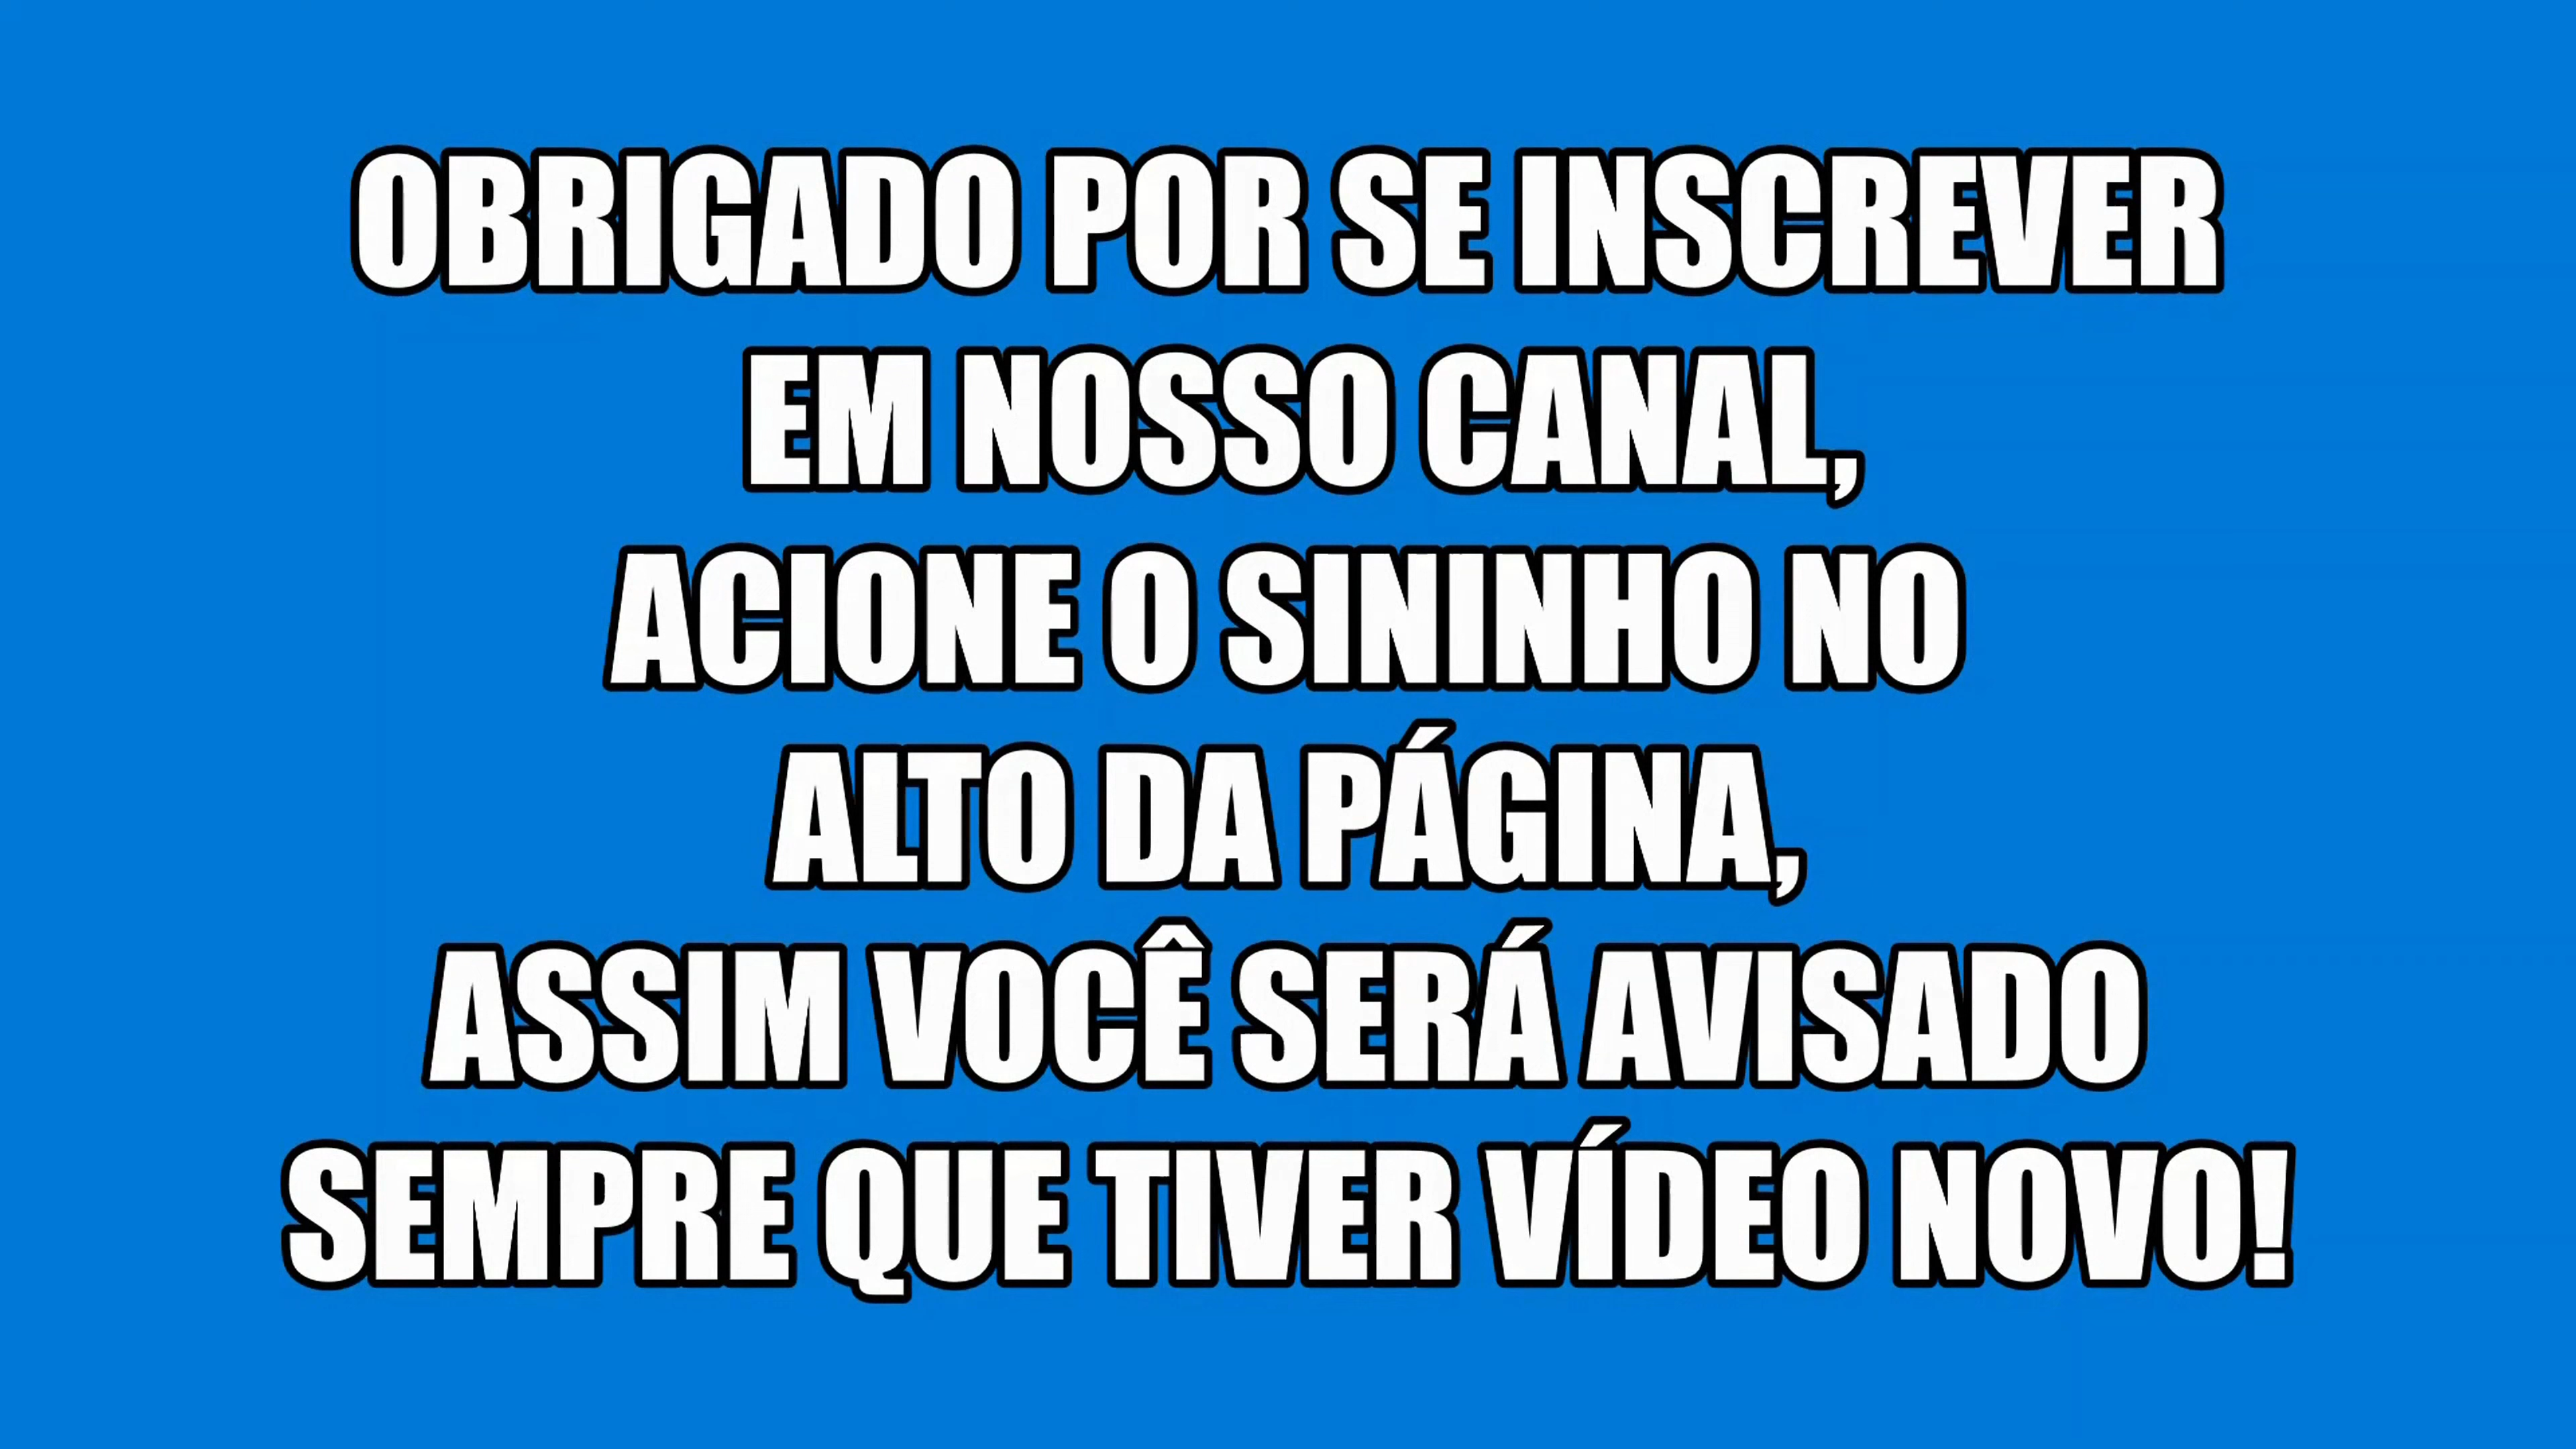 OBRIGADO POR SE INSCREVER
EM NOSSO CANAL,
ACIONE O SININHO NO
ALTO DA PÁGINA,
ASSIM VOCÊ SERÁ AVISADO
SEMPRE QUE TIVER VÍDEO NOVO!